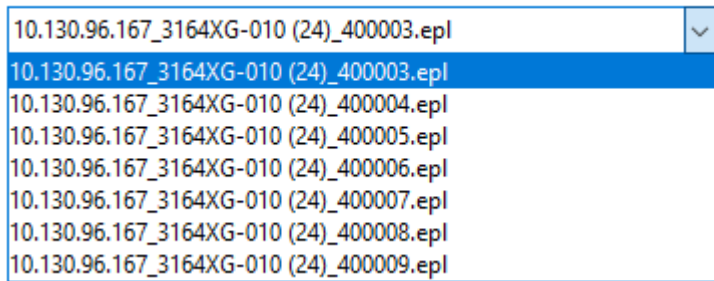 10.130.96.167_3164XG-010 (24)_400003.epl
10.130.96.167_3164XG-010 (24)_400003.epl
10.130.96.167_3164XG-010 (24)_400004.epl
10.130.96.167_3164XG-010 (24)_400005.epl
10.130.96.167_3164XG-010 (24)_400006.epl
10.130.96.167_3164XG-010 (24)_400007.epl
10.130.96.167_3164XG-010 (24)_400008.epl
10.130.96.167_3164XG-010 (24)_400009.epl